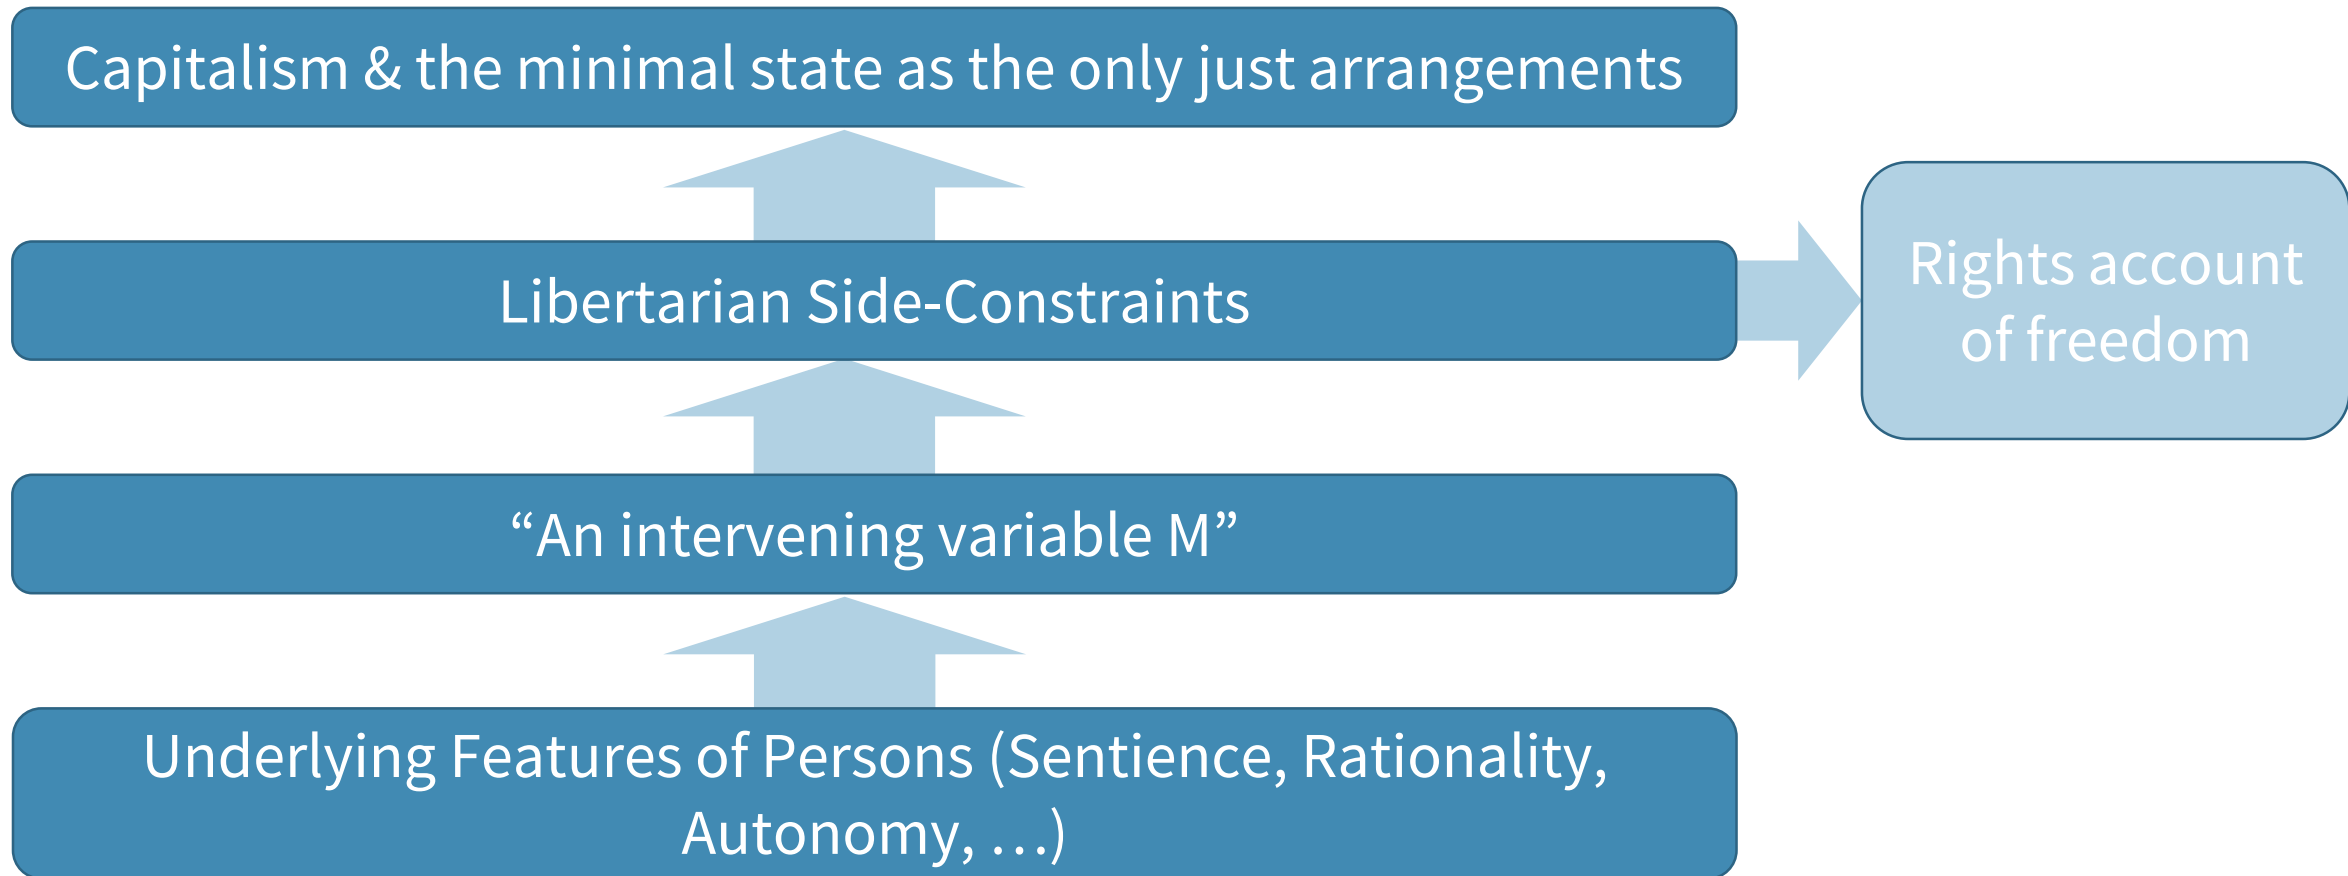 Capitalism & the minimal state as the only just arrangements
Libertarian Side-Constraints
Rights account
of freedom
“An intervening variable M”
Underlying Features of Persons (Sentience, Rationality,
Autonomy, …)